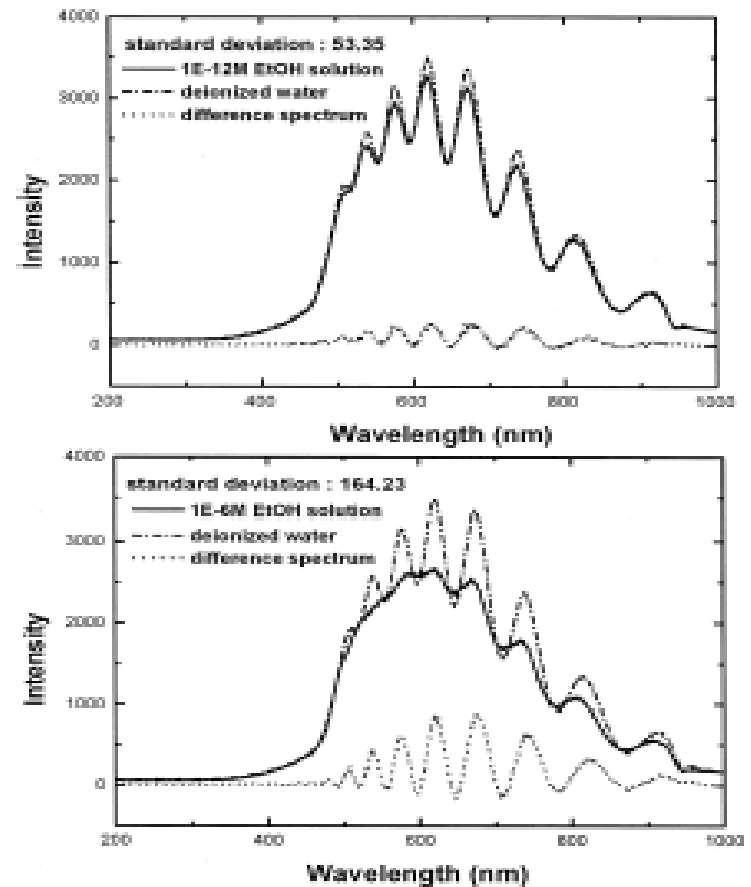 4000
standard deviation : 53.35
1E-12M EtOH solution
deionized water
difference spectrum
3000
2000
1000
0
Intensity
200 400 600 800 1000
Wavelength (nm)
4000
standard deviation : 164.23
1E-6M EtOH solution
deionized water
difference spectrum
3000
2000
1000
0
Intensity
200 400 600 800 1000
Wavelength (nm)